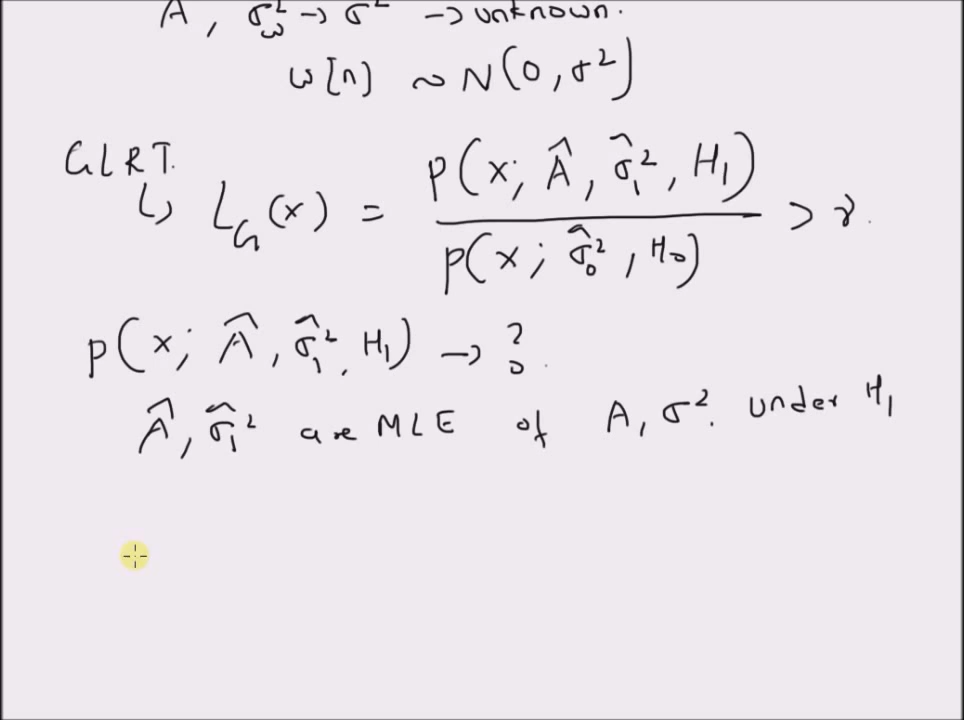 A, σ_w^2 → σ^2 → unknown.
w[n] ~ N(0, σ^2)
GLRT.
↳ L_G(x) = p(x; Â, σ̂_1^2, H_1) / p(x; σ̂_0^2, H_0) > γ.
p(x; Â, σ̂_1^2, H_1) → ?
Â, σ̂_1^2 are MLE of A, σ^2. under H_1